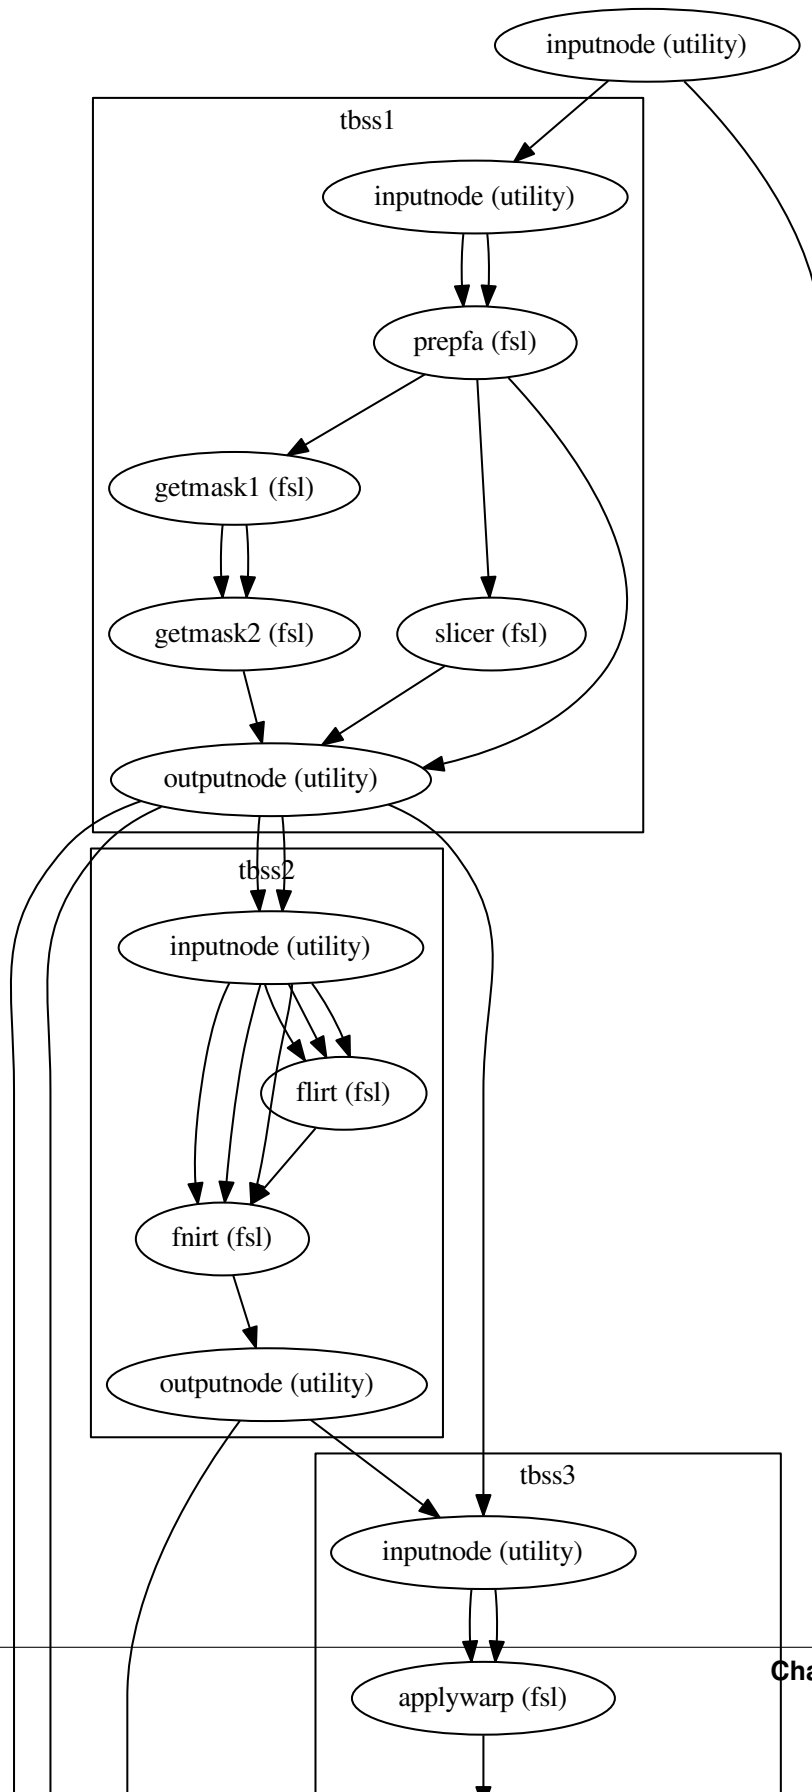 inputnode (utility)
tbss1
inputnode (utility)
prepfa (fsl)
getmask1 (fsl)
getmask2 (fsl)
slicer (fsl)
outputnode (utility)
tbss2
inputnode (utility)
flirt (fsl)
fnirt (fsl)
outputnode (utility)
tbss3
inputnode (utility)
applywarp (fsl)